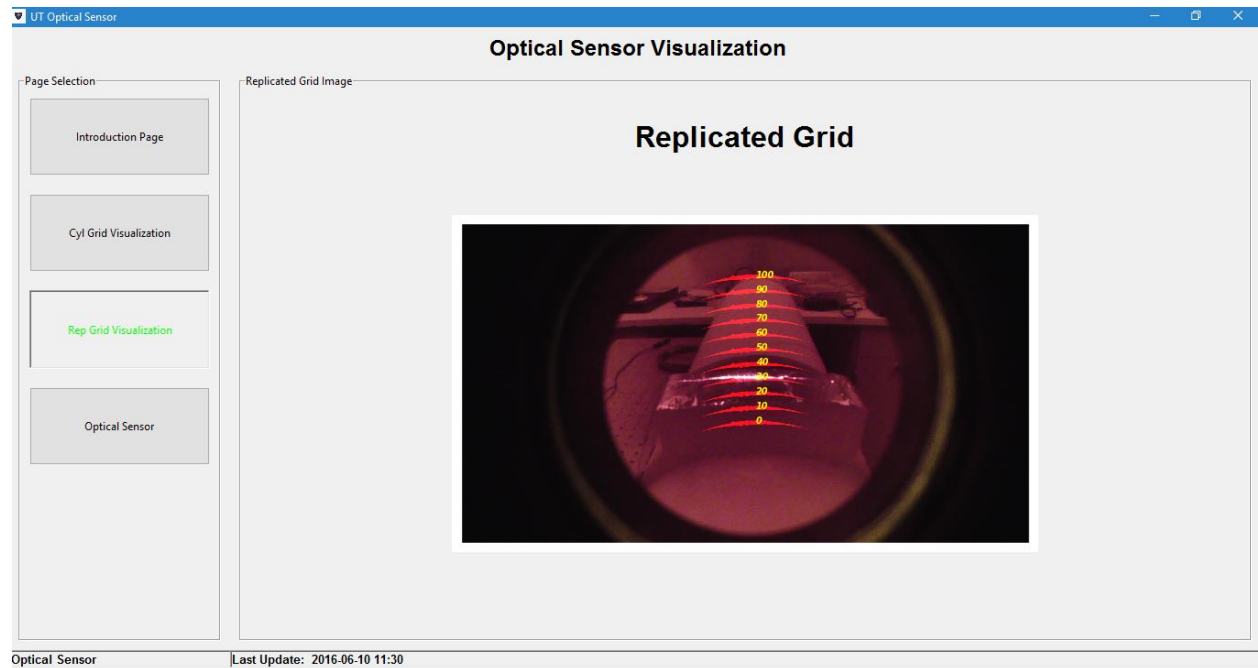 UT Optical Sensor
Optical Sensor Visualization
Page Selection
Introduction Page
Cyl Grid Visualization
Rep Grid Visualization
Optical Sensor
Replicated Grid Image
Replicated Grid
100
90
80
70
60
50
40
30
20
10
0
Optical Sensor
Last Update: 2016-06-10 11:30